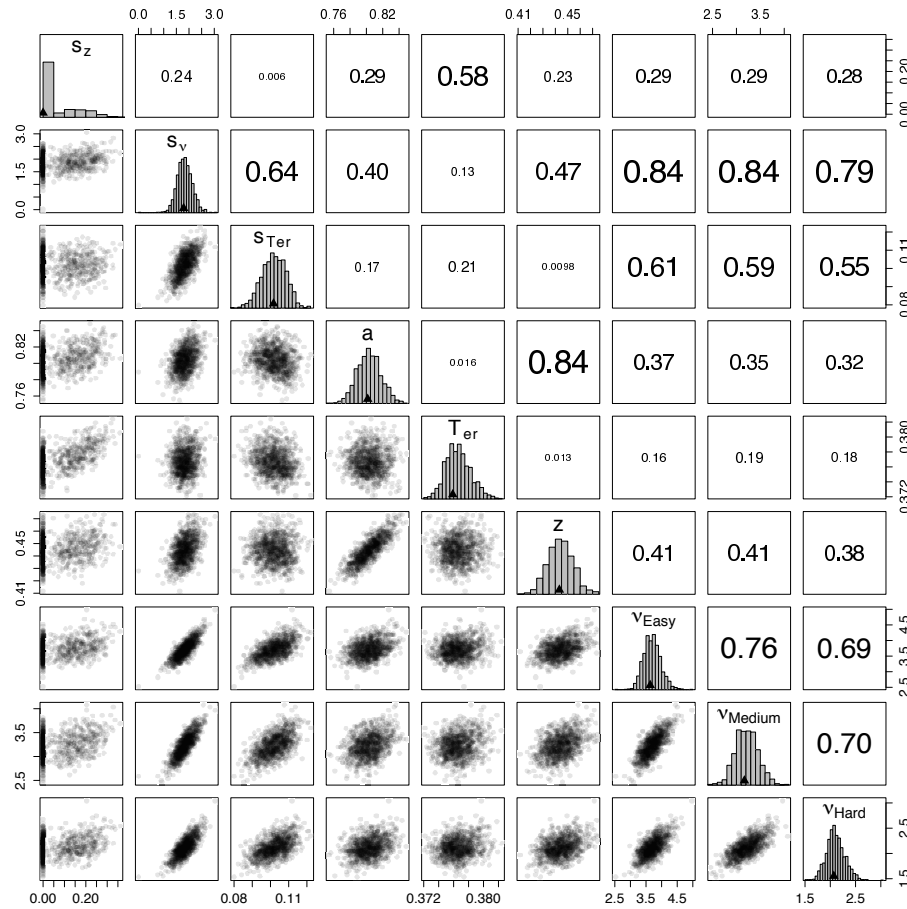 0.0 1.5 3.0 0.76 0.82 0.41 0.45 2.5 3.5
s_z 0.24 0.006 0.29 0.58 0.23 0.29 0.29 0.28 0.00 0.20
0.0 1.5 3.0 s_ν 0.64 0.40 0.13 0.47 0.84 0.84 0.79
s_Ter 0.17 0.21 0.0098 0.61 0.59 0.55 0.08 0.11
0.76 0.82 a 0.016 0.84 0.37 0.35 0.32
T_er 0.013 0.16 0.19 0.18 0.372 0.380
0.41 0.45 z 0.41 0.41 0.38
ν_Easy 0.76 0.69 2.5 3.5 4.5
2.5 3.5 ν_Medium 0.70
ν_Hard 1.5 2.5
0.00 0.20 0.08 0.11 0.372 0.380 2.5 3.5 4.5 1.5 2.5